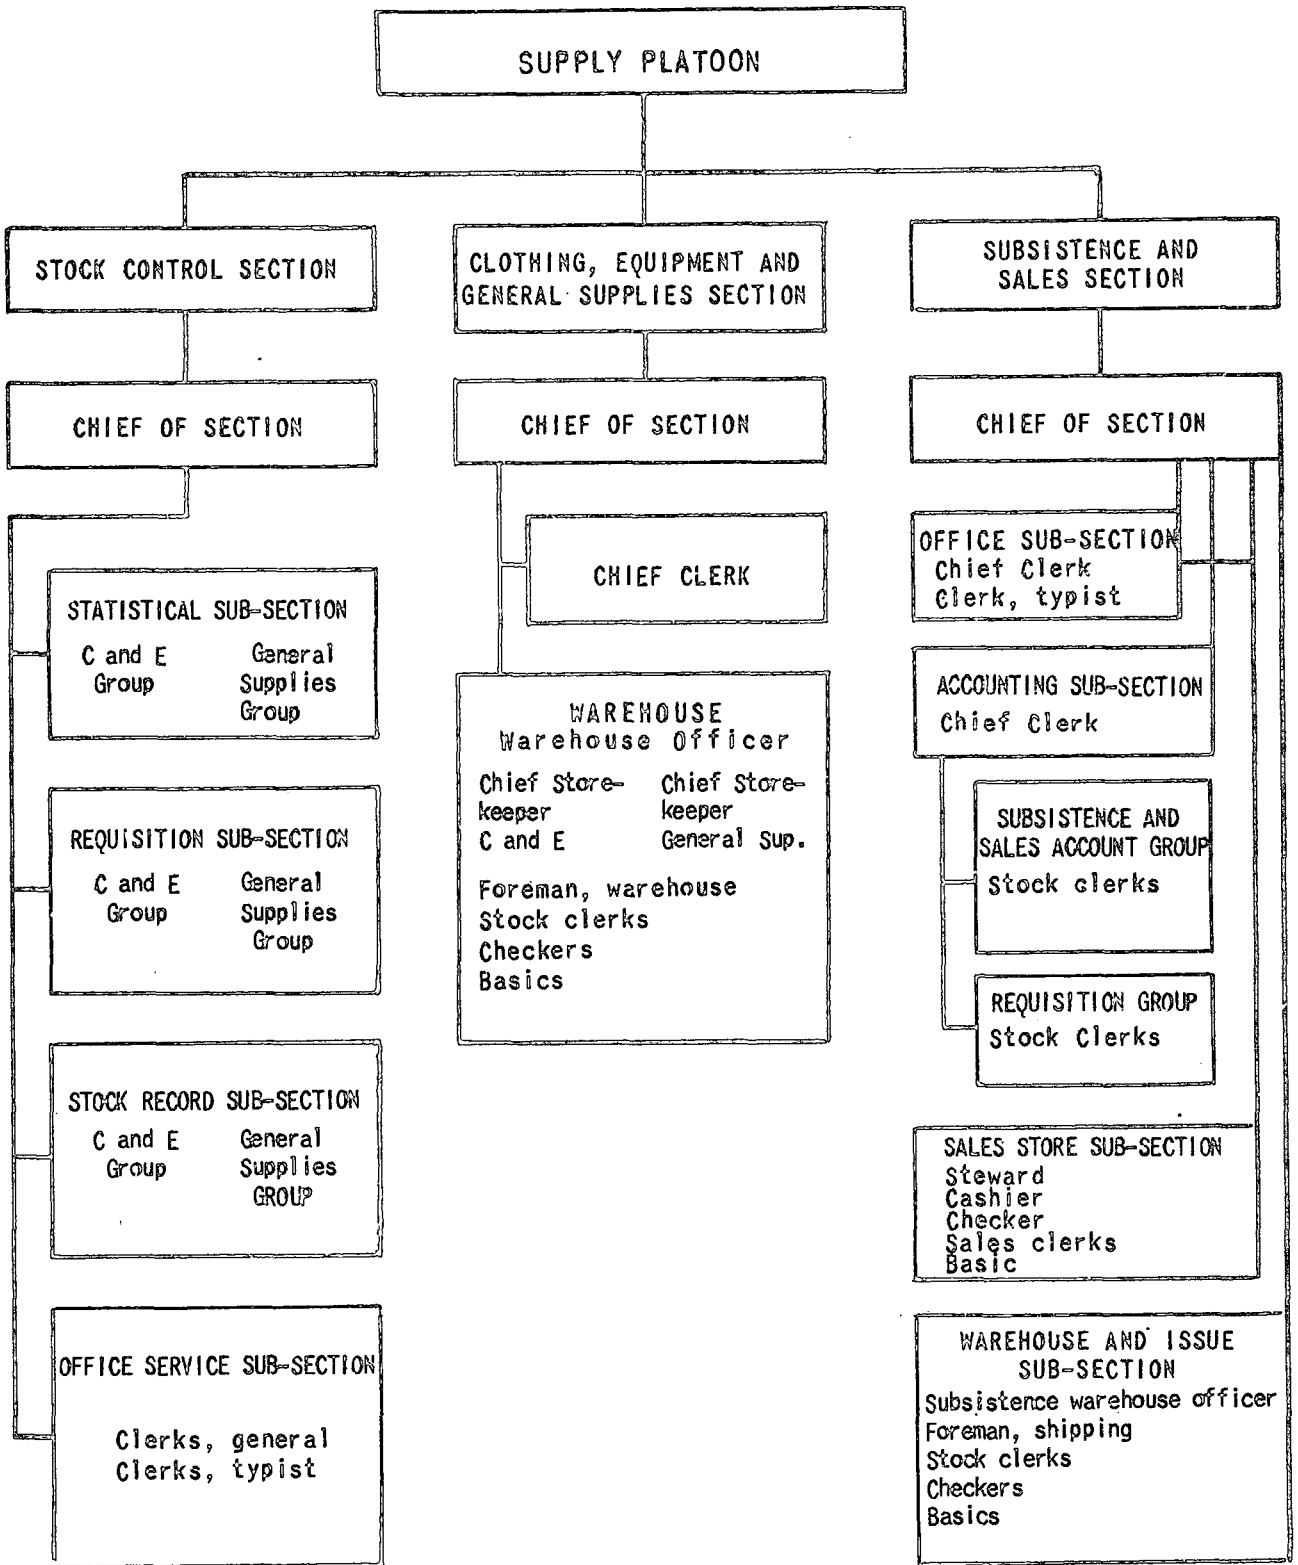 SUPPLY PLATOON
STOCK CONTROL SECTION
CHIEF OF SECTION
STATISTICAL SUB-SECTION
C and E General
Group Supplies
Group
REQUISITION SUB-SECTION
C and E General
Group Supplies
Group
STOCK RECORD SUB-SECTION
C and E General
Group Supplies
GROUP
OFFICE SERVICE SUB-SECTION
Clerks, general
Clerks, typist
CLOTHING, EQUIPMENT AND
GENERAL SUPPLIES SECTION
CHIEF OF SECTION
CHIEF CLERK
WAREHOUSE
Warehouse Officer
Chief Store- Chief Store-
keeper keeper
C and E General Sup.
Foreman, warehouse
Stock clerks
Checkers
Basics
SUBSISTENCE AND
SALES SECTION
CHIEF OF SECTION
OFFICE SUB-SECTION
Chief Clerk
Clerk, typist
ACCOUNTING SUB-SECTION
Chief Clerk
SUBSISTENCE AND
SALES ACCOUNT GROUP
Stock clerks
REQUISITION GROUP
Stock Clerks
SALES STORE SUB-SECTION
Steward
Cashier
Checker
Sales clerks
Basic
WAREHOUSE AND ISSUE
SUB-SECTION
Subsistence warehouse officer
Foreman, shipping
Stock clerks
Checkers
Basics